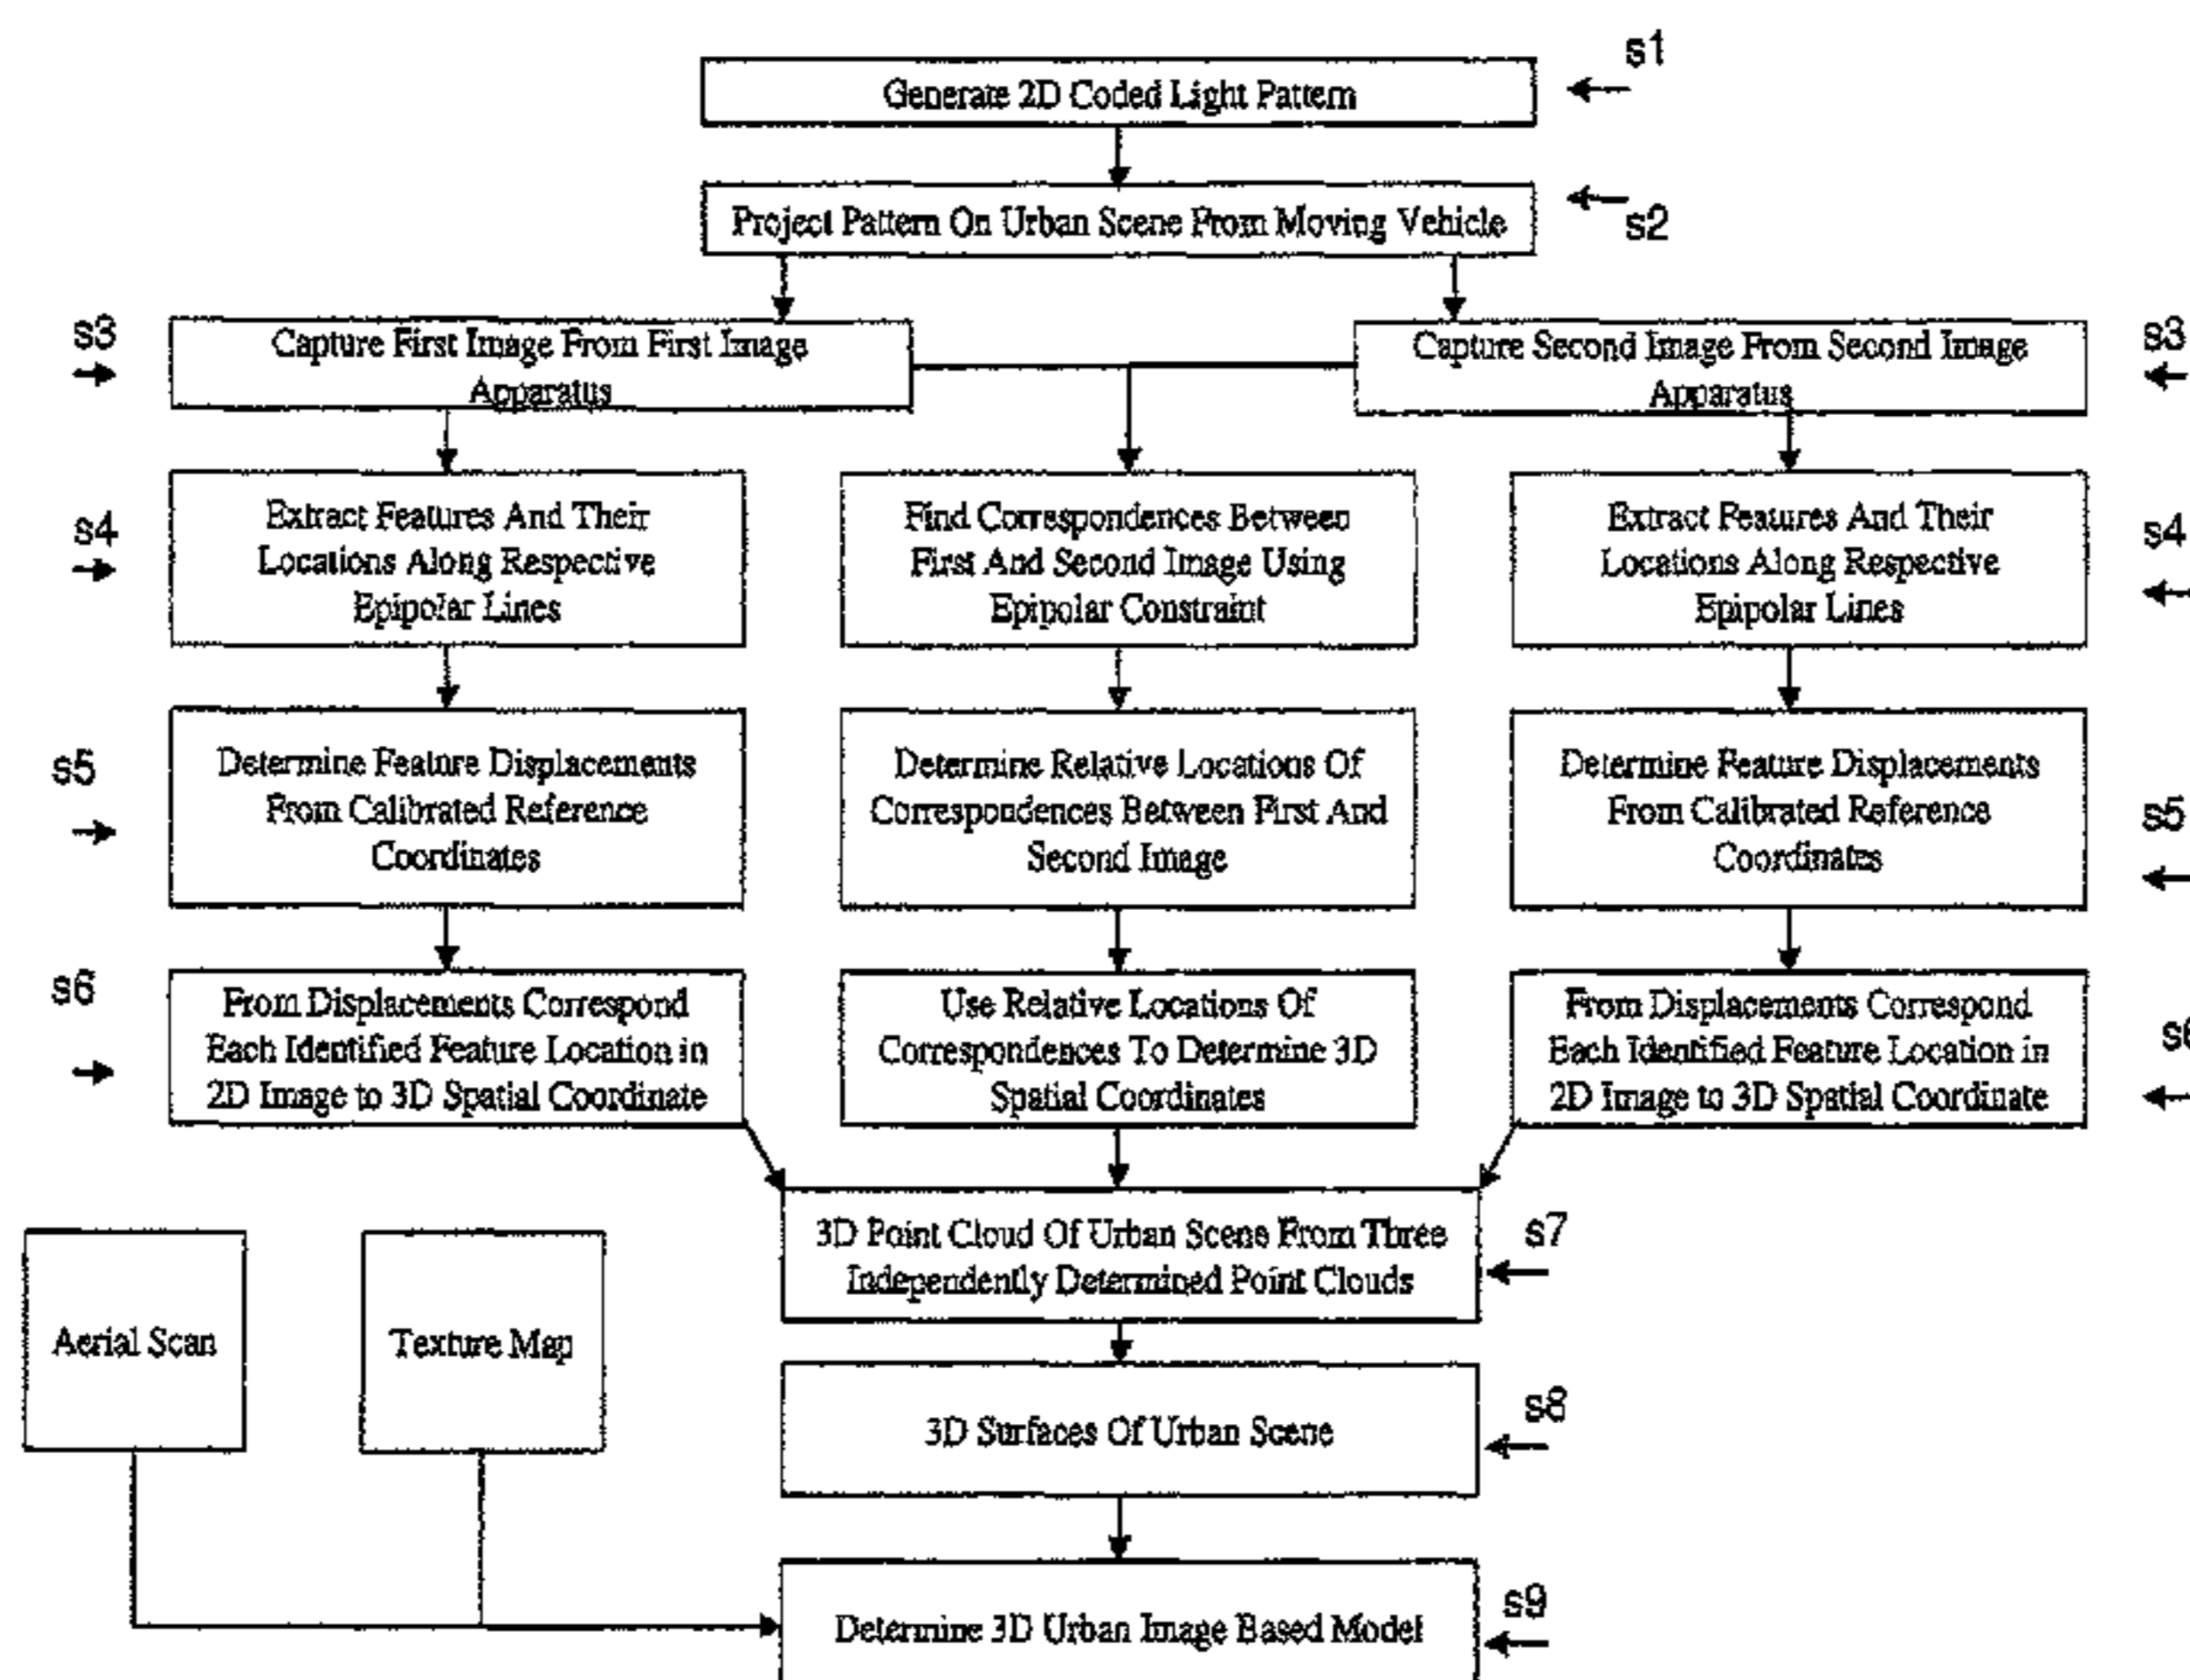 s1
Generate 2D Coded Light Pattern
Project Pattern On Urban Scene From Moving Vehicle
s2
s3
Capture First Image From First Image
Apparatus
Capture Second Image From Second Image
Apparatus
s3
s4
Extract Features And Their
Locations Along Respective
Epipolar Lines
Find Correspondences Between
First And Second Image Using
Epipolar Constraint
Extract Features And Their
Locations Along Respective
Epipolar Lines
s4
s5
Determine Feature Displacements
From Calibrated Reference
Coordinates
Determine Relative Locations Of
Correspondences Between First And
Second Image
Determine Feature Displacements
From Calibrated Reference
Coordinates
s5
s6
From Displacements Correspond
Each Identified Feature Location in
2D Image to 3D Spatial Coordinate
Use Relative Locations Of
Correspondences To Determine 3D
Spatial Coordinates
From Displacements Correspond
Each Identified Feature Location in
2D Image to 3D Spatial Coordinate
s6
3D Point Cloud Of Urban Scene From Three
Independently Determined Point Clouds
s7
Aerial Scan
Texture Map
3D Surfaces Of Urban Scene
s8
Determine 3D Urban Image Based Model
s9